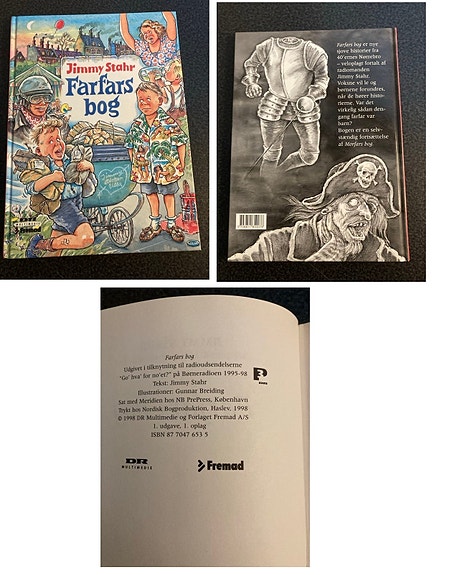 Jimmy Stahr
Farfars
bog
Farfars bog er nye
sjove historier fra
40'ernes Nørrebro
– veloplagt fortalt af
radiomanden
Jimmy Stahr.
Voksne vil le og
børnene forundres,
når de hører histo-
rierne. Var det
virkelig sådan den-
gang farfar var
barn?
Bogen er en selv-
stændig fortsættelse
af Morfars bog.
Farfars bog
Udgivet i tilknytning til radioudsendelserne
"Go' hva' for no'et?" på Børneradioen 1995-98
Tekst: Jimmy Stahr
Illustrationer: Gunnar Breiding
Sat med Meridien hos NB PrePress, København
Trykt hos Nordisk Bogproduktion, Haslev, 1998
© 1998 DR Multimedie og Forlaget Fremad A/S
1. udgave, 1. oplag
ISBN 87 7047 653 5
P3
DR
MULTIMEDIE
Fremad